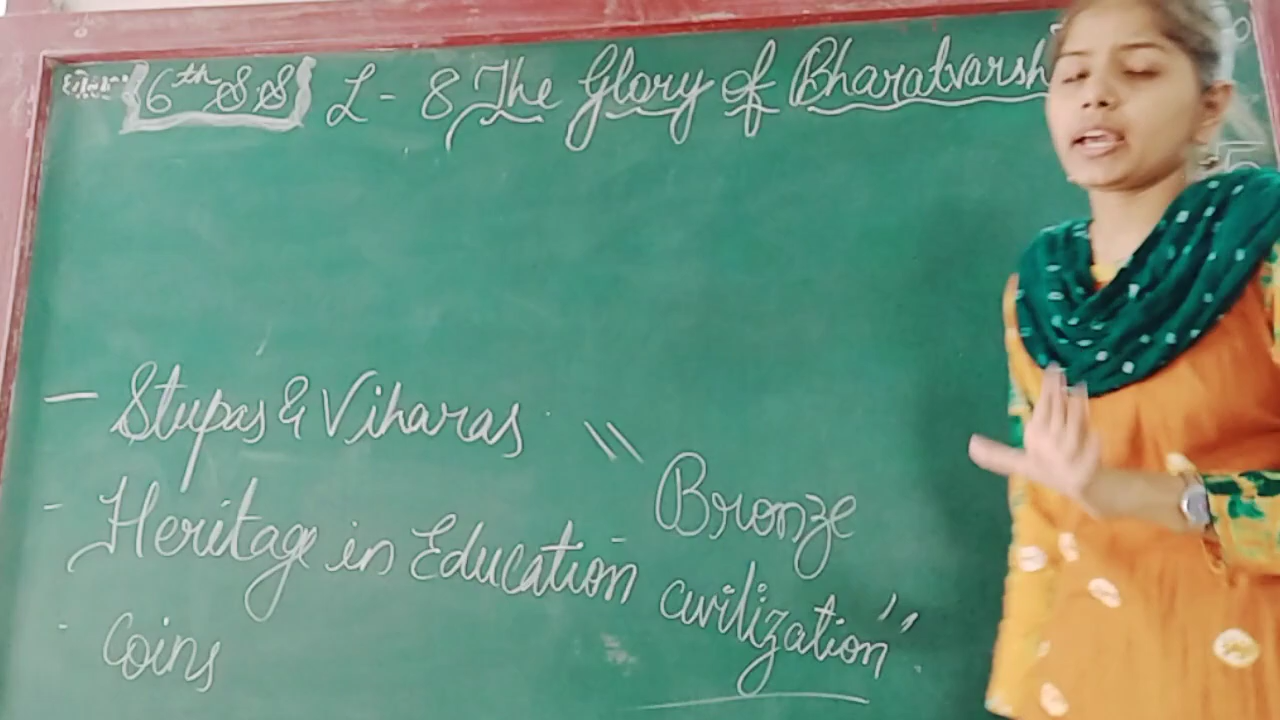 {6th S.S} L - 8 The Glory of Bharatvarsh
- Stupas & Viharas
- Heritage in Education
- Coins
"Bronze
civilization"